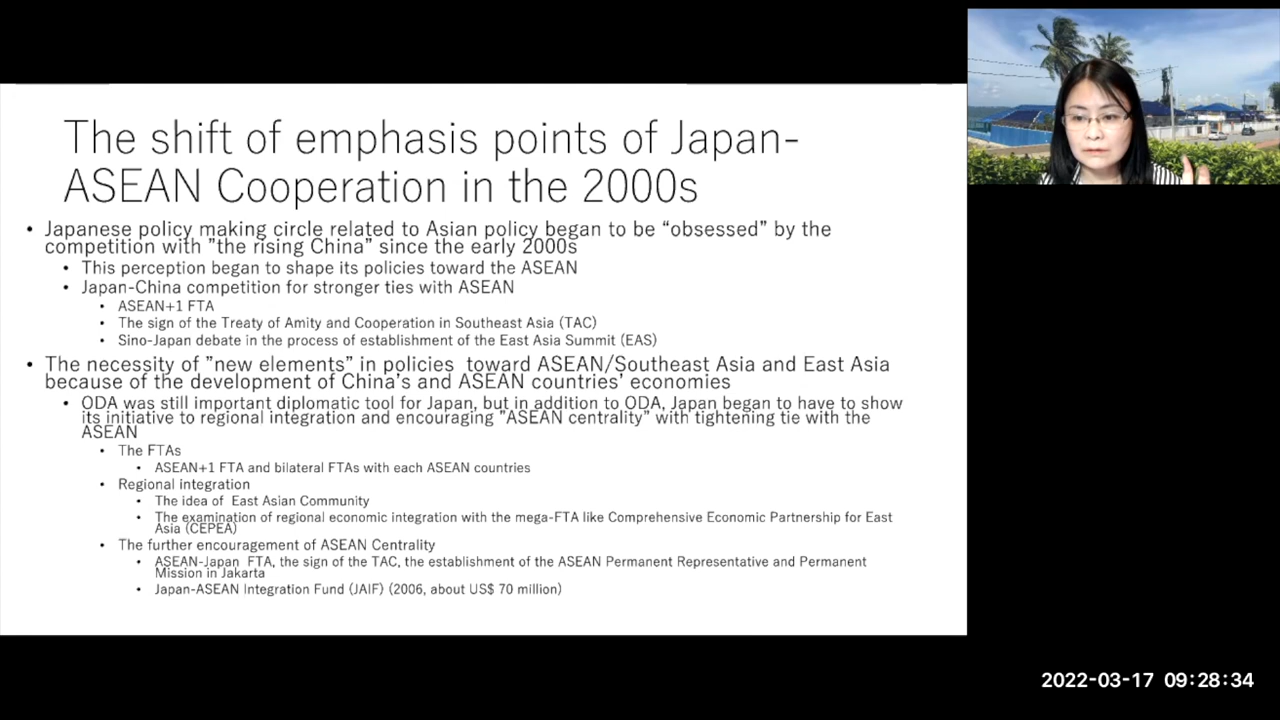 The shift of emphasis points of Japan-
ASEAN Cooperation in the 2000s
• Japanese policy making circle related to Asian policy began to be “obsessed” by the
competition with ”the rising China” since the early 2000s
• This perception began to shape its policies toward the ASEAN
• Japan-China competition for stronger ties with ASEAN
• ASEAN+1 FTA
• The sign of the Treaty of Amity and Cooperation in Southeast Asia (TAC)
• Sino-Japan debate in the process of establishment of the East Asia Summit (EAS)
• The necessity of ”new elements” in policies toward ASEAN/Southeast Asia and East Asia
because of the development of China’s and ASEAN countries’ economies
• ODA was still important diplomatic tool for Japan, but in addition to ODA, Japan began to have to show
its initiative to regional integration and encouraging ”ASEAN centrality” with tightening tie with the
ASEAN
• The FTAs
• ASEAN+1 FTA and bilateral FTAs with each ASEAN countries
• Regional integration
• The idea of East Asian Community
• The examination of regional economic integration with the mega-FTA like Comprehensive Economic Partnership for East
Asia (CEPEA)
• The further encouragement of ASEAN Centrality
• ASEAN-Japan FTA, the sign of the TAC, the establishment of the ASEAN Permanent Representative and Permanent
Mission in Jakarta
• Japan-ASEAN Integration Fund (JAIF) (2006, about US$ 70 million)
2022-03-17 09:28:34